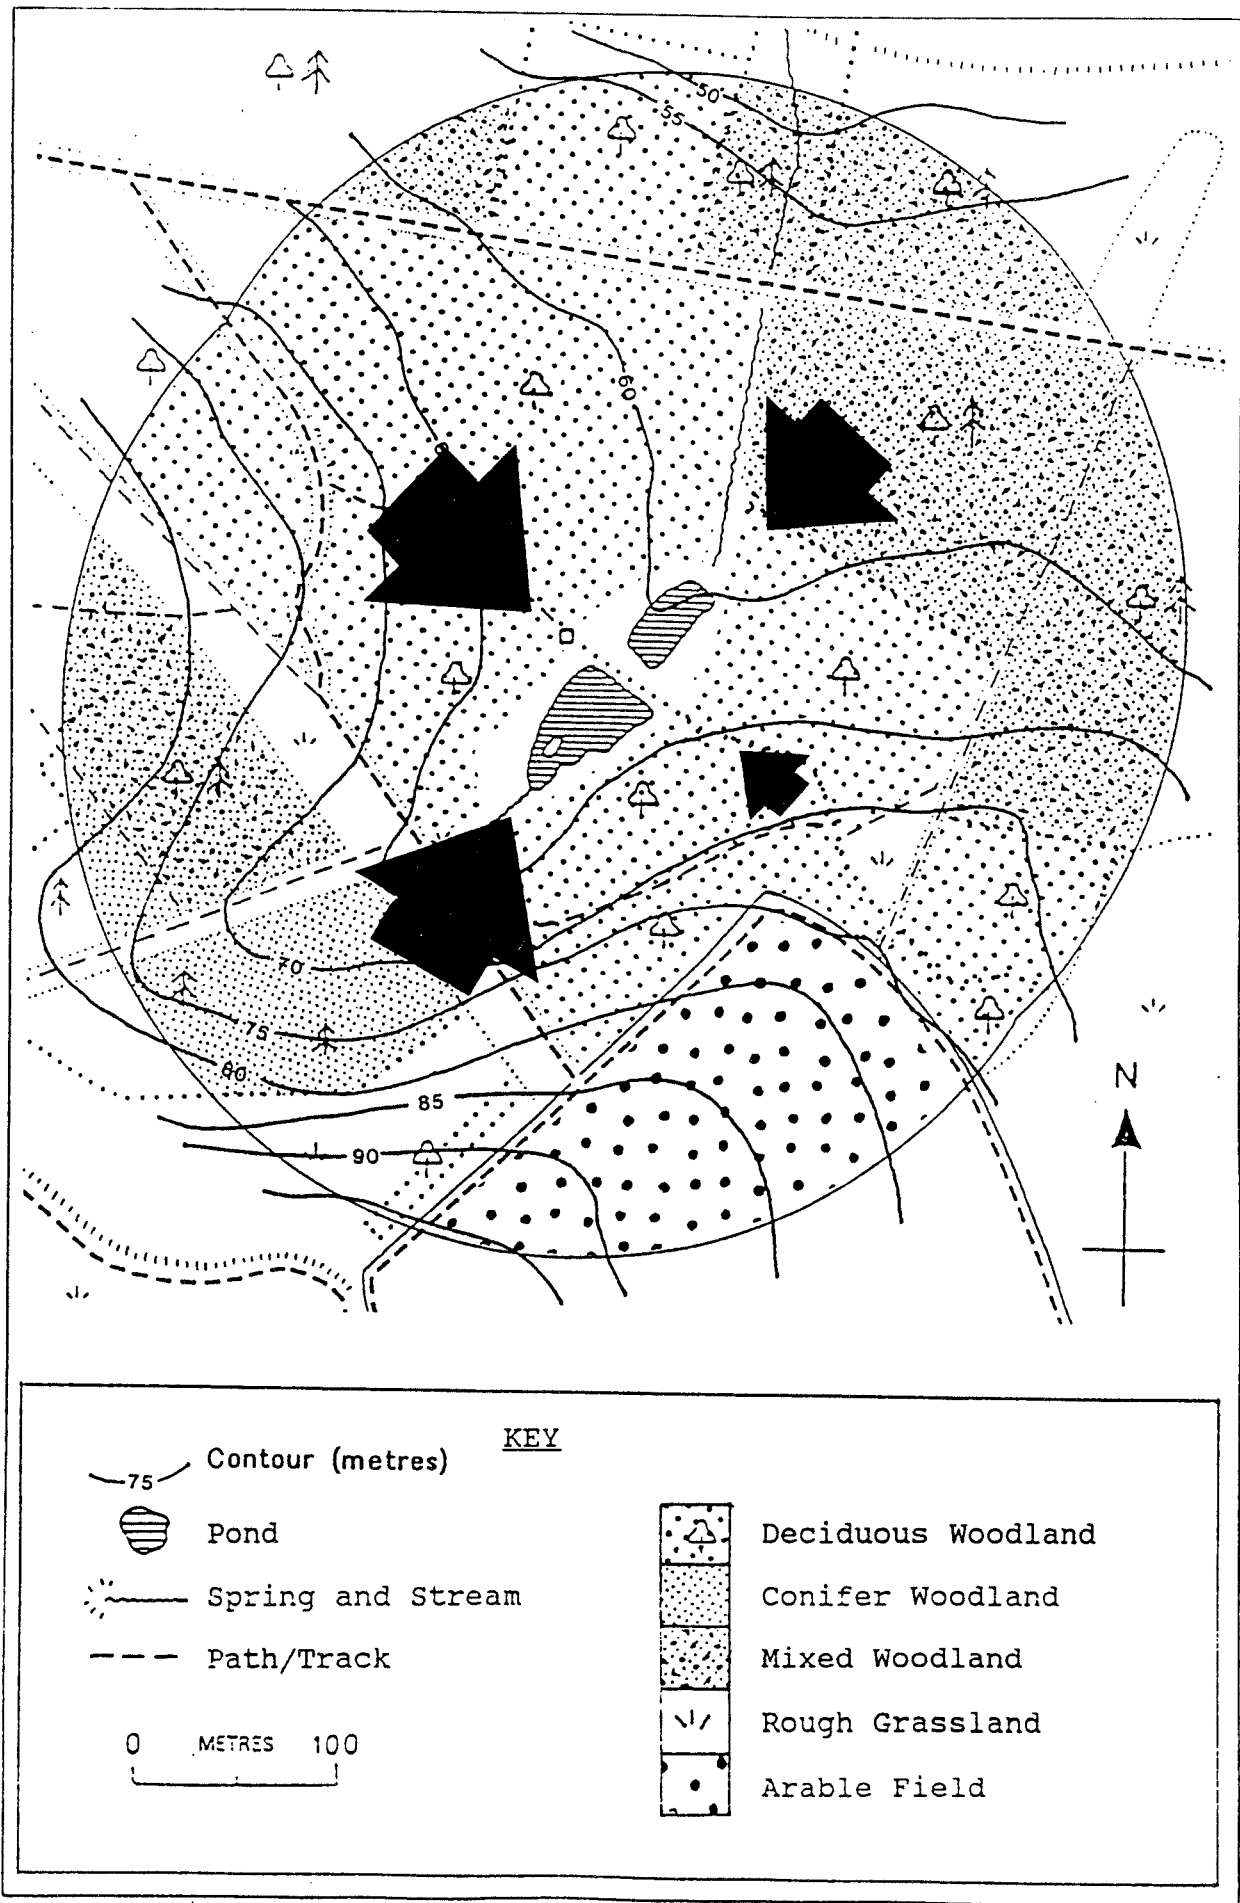 50
55
60
70
75
80
85
90
N
KEY
75 Contour (metres)
Pond
Spring and Stream
Path/Track
0 METRES 100
Deciduous Woodland
Conifer Woodland
Mixed Woodland
Rough Grassland
Arable Field